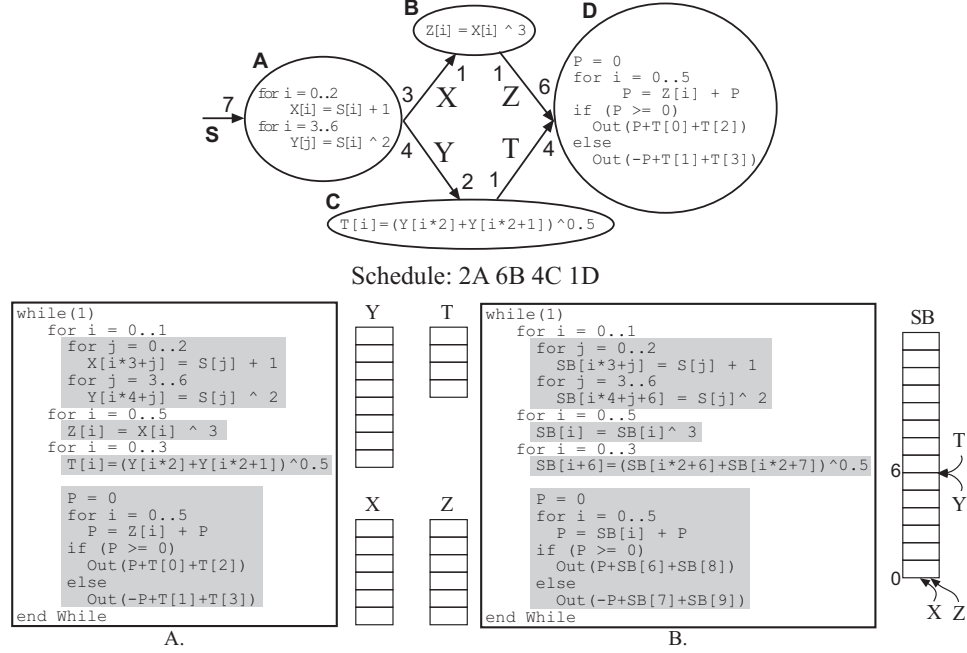 B
Z[i] = X[i] ^ 3
D
P = 0
for i = 0..5
P = Z[i] + P
if (P >= 0)
Out(P+T[0]+T[2])
else
Out(-P+T[1]+T[3])
A
for i = 0..2
X[i] = S[i] + 1
for i = 3..6
Y[j] = S[i] ^ 2
7
S
3
X
1
1
Z
6
4
Y
2
1
T
4
C
T[i]=(Y[i*2]+Y[i*2+1])^0.5
Schedule: 2A 6B 4C 1D
while(1)
for i = 0..1
for j = 0..2
X[i*3+j] = S[j] + 1
for j = 3..6
Y[i*4+j] = S[j] ^ 2
for i = 0..5
Z[i] = X[i] ^ 3
for i = 0..3
T[i]=(Y[i*2]+Y[i*2+1])^0.5
P = 0
for i = 0..5
P = Z[i] + P
if (P >= 0)
Out(P+T[0]+T[2])
else
Out(-P+T[1]+T[3])
end While
A.
Y
T
X
Z
while(1)
for i = 0..1
for j = 0..2
SB[i*3+j] = S[j] + 1
for j = 3..6
SB[i*4+j+6] = S[j]^ 2
for i = 0..5
SB[i] = SB[i]^ 3
for i = 0..3
SB[i+6]=(SB[i*2+6]+SB[i*2+7])^0.5
P = 0
for i = 0..5
P = SB[i] + P
if (P >= 0)
Out(P+SB[6]+SB[8])
else
Out(-P+SB[7]+SB[9])
end While
B.
SB
T
6
Y
0
X
Z